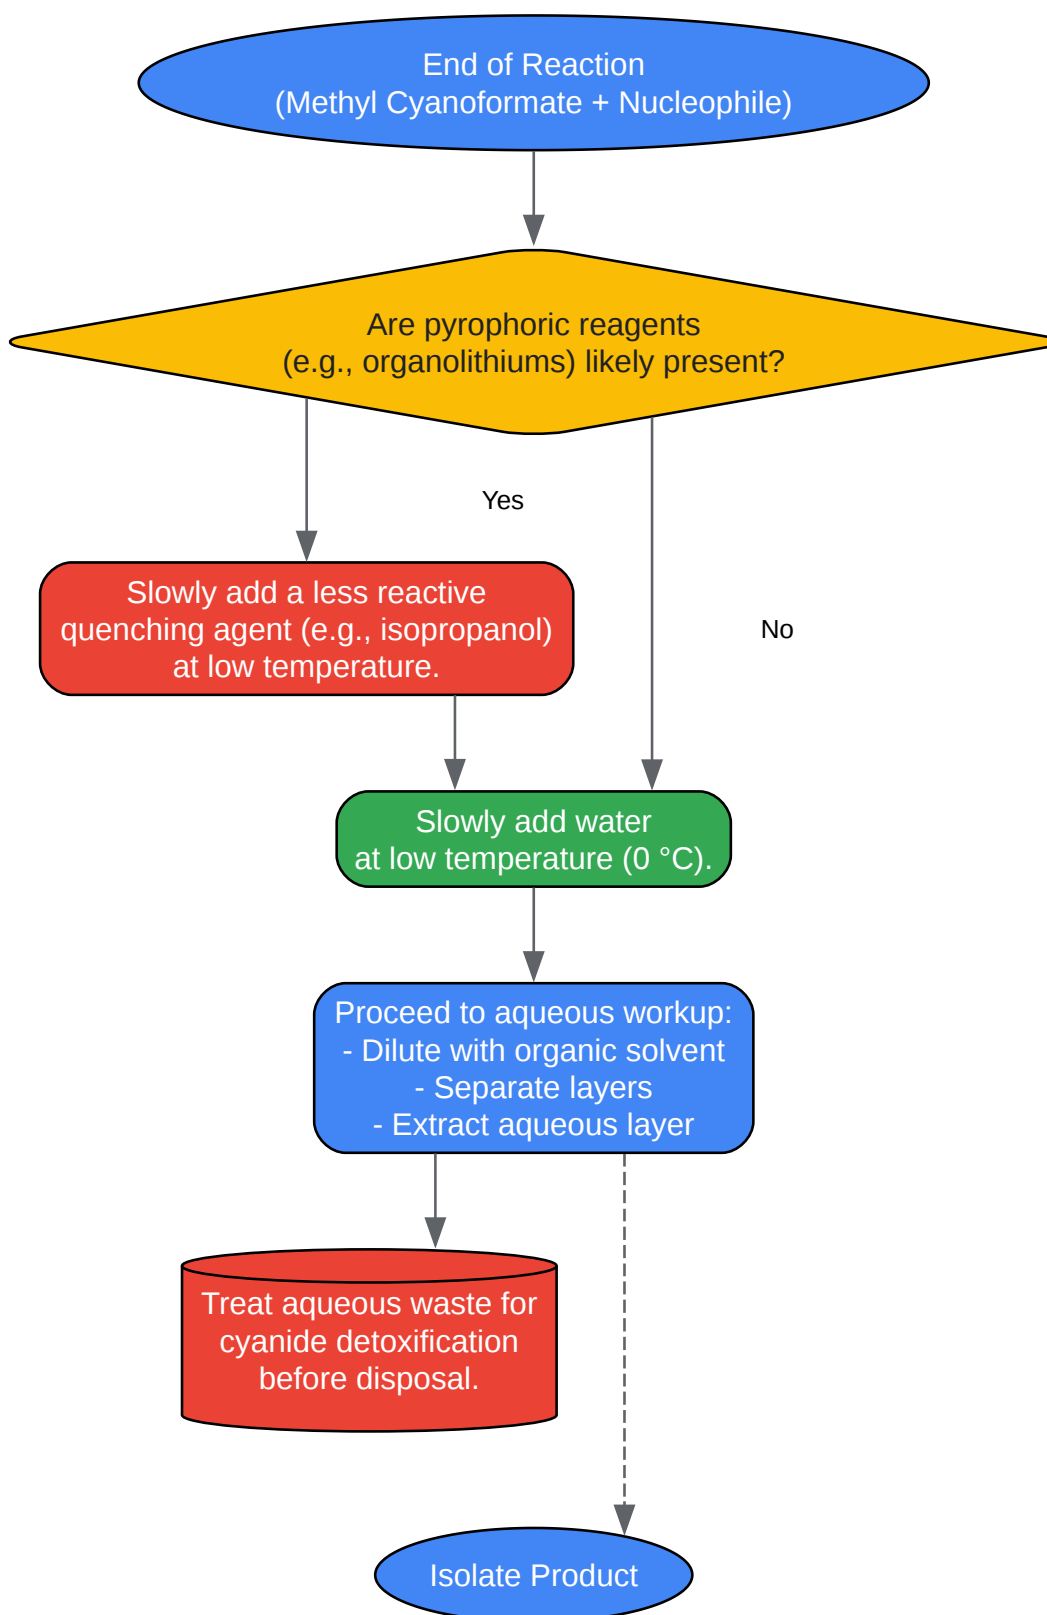 End of Reaction
(Methyl Cyanoformate + Nucleophile)
Are pyrophoric reagents
(e.g., organolithiums) likely present?
Yes
Slowly add a less reactive
quenching agent (e.g., isopropanol)
at low temperature.
No
Slowly add water
at low temperature (0 °C).
Proceed to aqueous workup:
- Dilute with organic solvent
- Separate layers
- Extract aqueous layer
Treat aqueous waste for
cyanide detoxification
before disposal.
Isolate Product